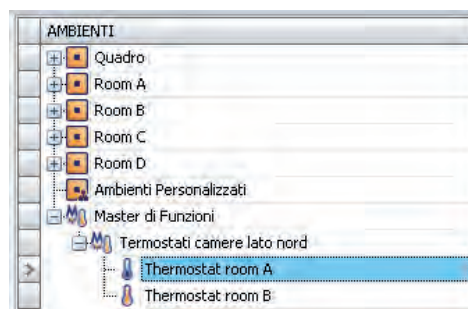 AMBIENTI
Quadro
Room A
Room B
Room C
Room D
Ambienti Personalizzati
Master di Funzioni
Termostati camere lato nord
Thermostat room A
Thermostat room B